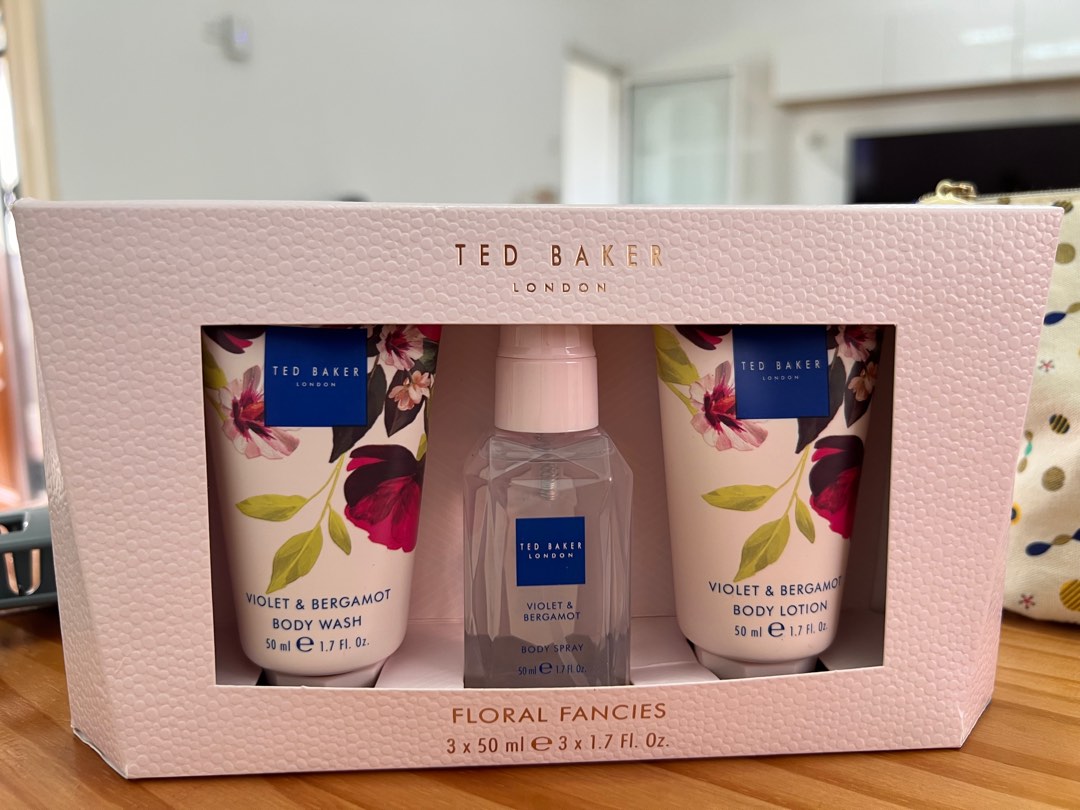 TED BAKER
LONDON
TED BAKER
LONDON
VIOLET & BERGAMOT
BODY WASH
50 ml ℮ 1.7 Fl. Oz.
TED BAKER
LONDON
VIOLET &
BERGAMOT
BODY SPRAY
50 ml ℮ 1.7 fl. Oz.
TED BAKER
LONDON
VIOLET & BERGAMOT
BODY LOTION
50 ml ℮ 1.7 Fl. Oz.
FLORAL FANCIES
3 x 50 ml ℮ 3 x 1.7 Fl. Oz.